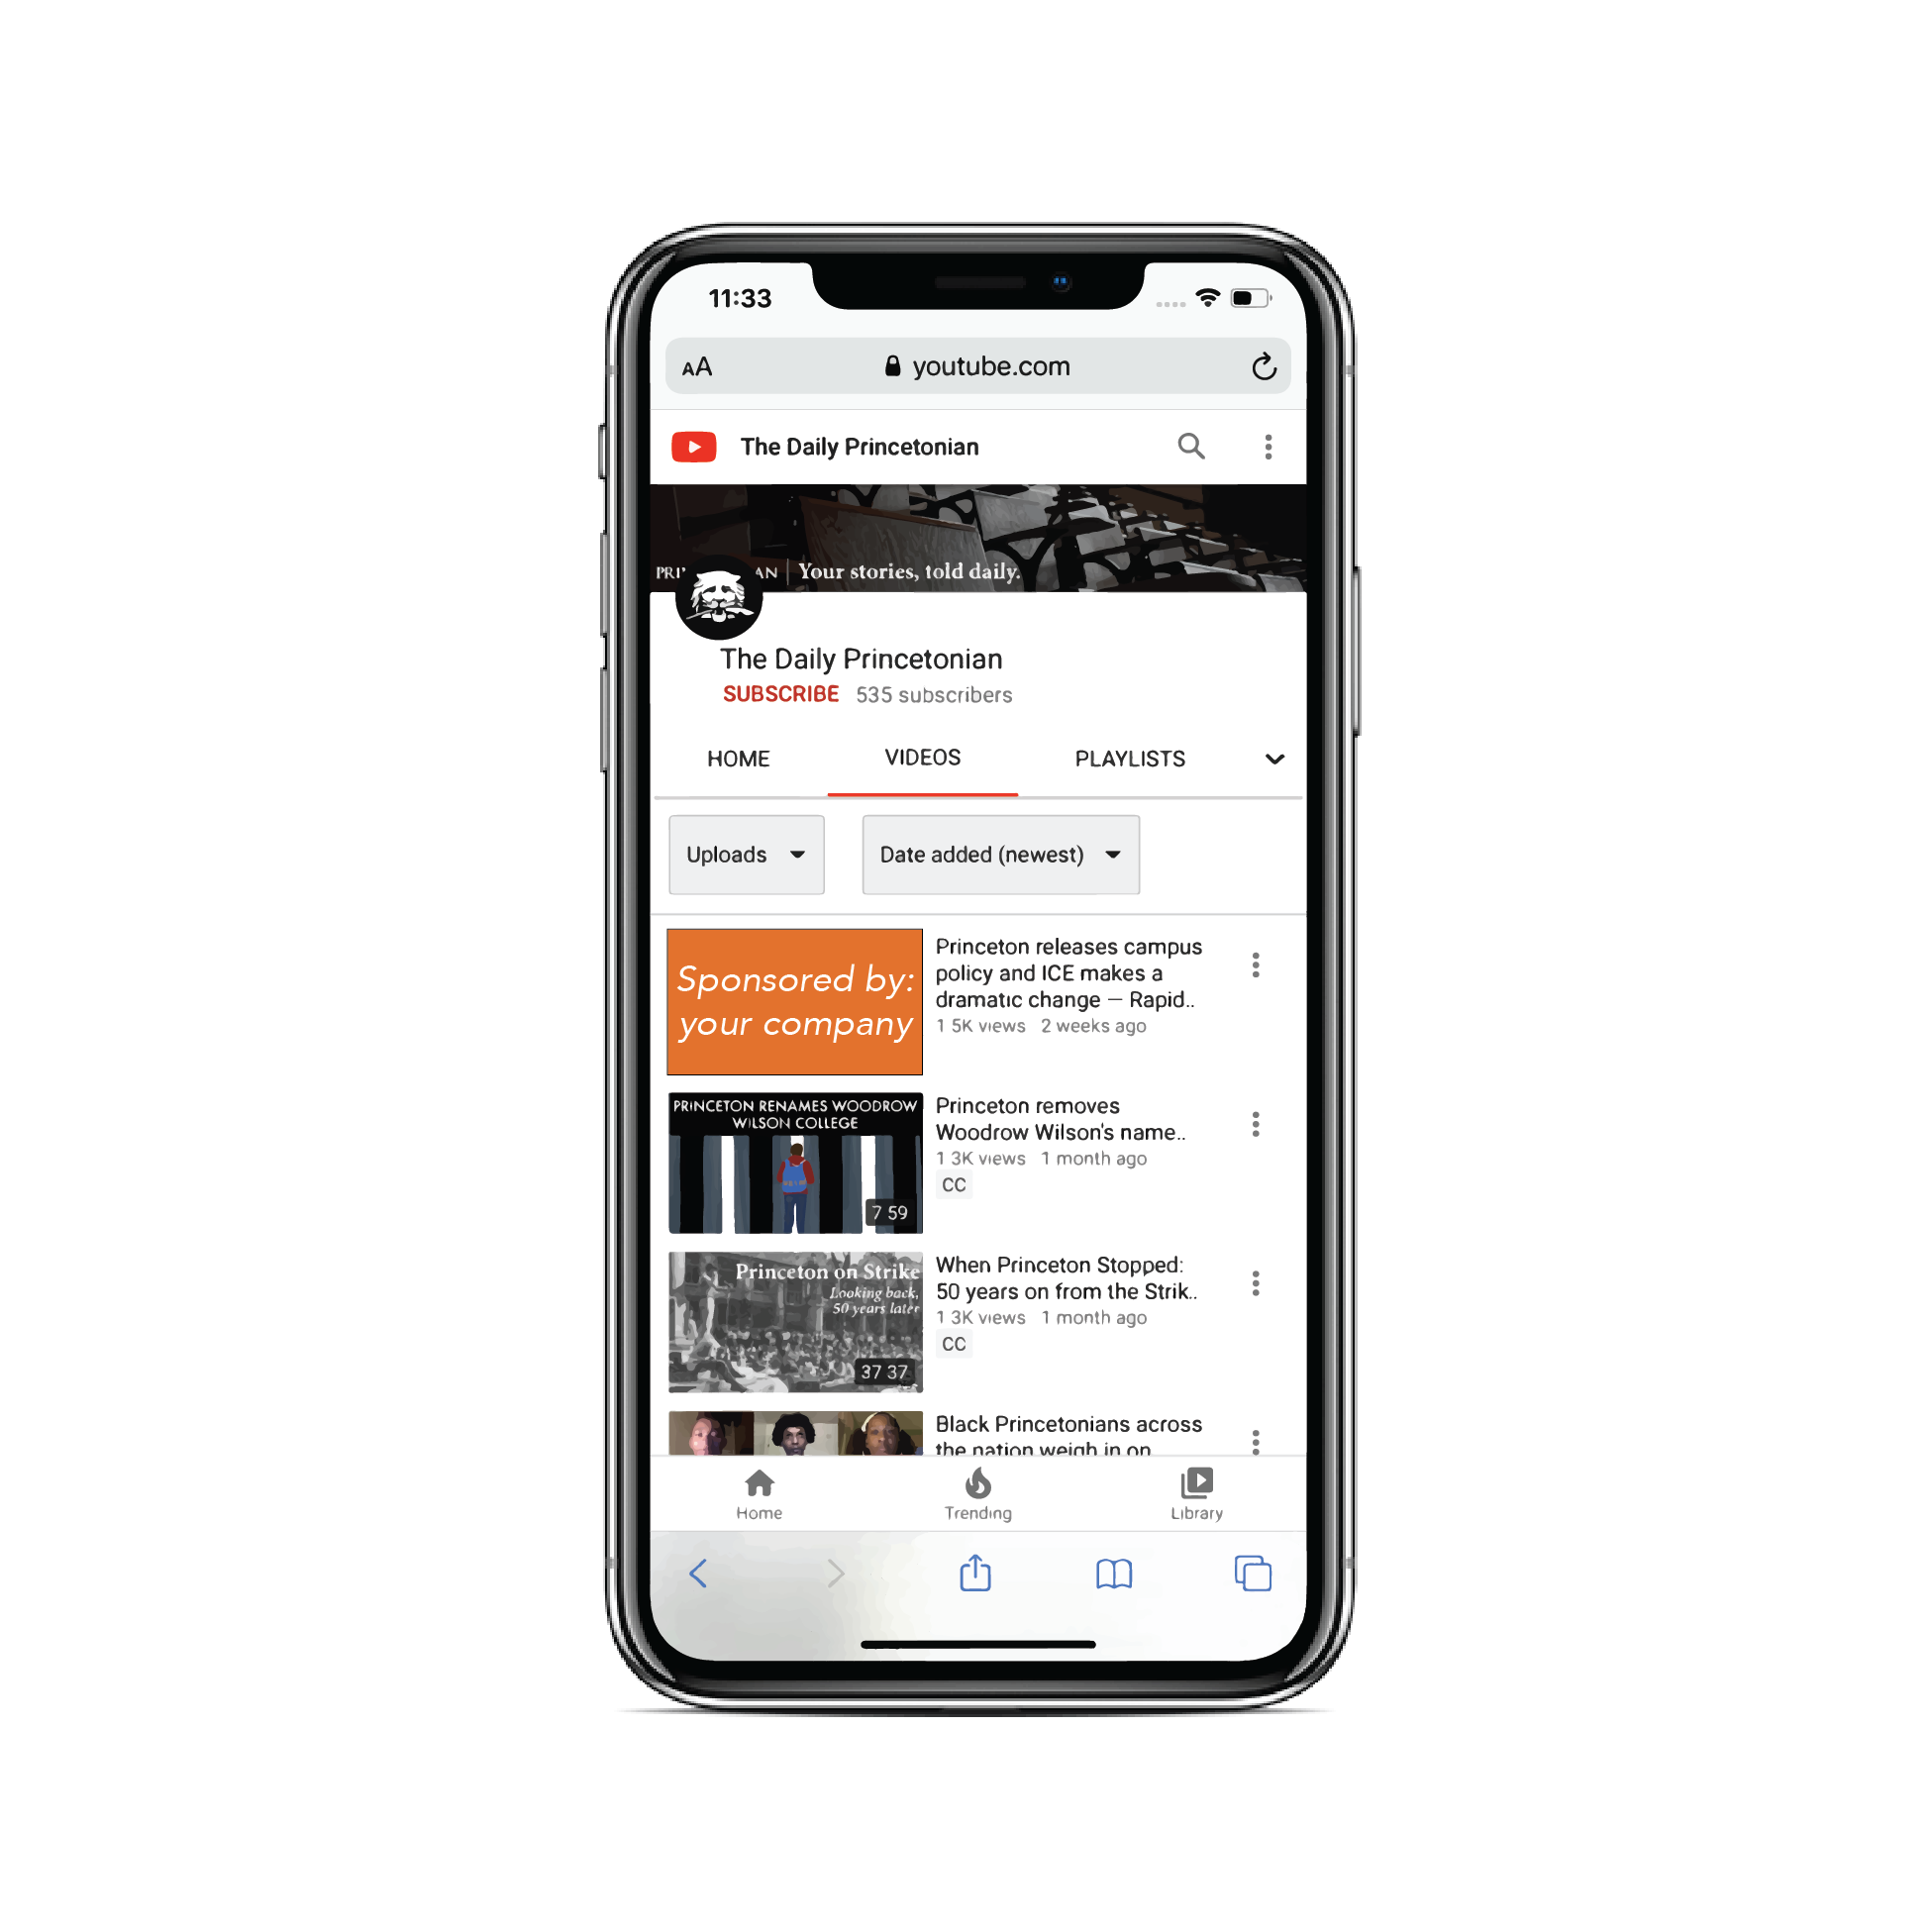 11:33
AA youtube.com
The Daily Princetonian
AN | Your stories, told daily.
The Daily Princetonian
SUBSCRIBE 535 subscribers
HOME VIDEOS PLAYLISTS
Uploads Date added (newest)
Sponsored by:
your company
Princeton releases campus
policy and ICE makes a
dramatic change — Rapid..
1 5K views 2 weeks ago
PRINCETON RENAMES WOODROW
WILSON COLLEGE
7 59
Princeton removes
Woodrow Wilson's name..
1 3K views 1 month ago
CC
Princeton on Strike
Looking back,
50 years later
37 37
When Princeton Stopped:
50 years on from the Strik..
1 3K views 1 month ago
CC
Black Princetonians across
the nation weigh in on
Home Trending Library